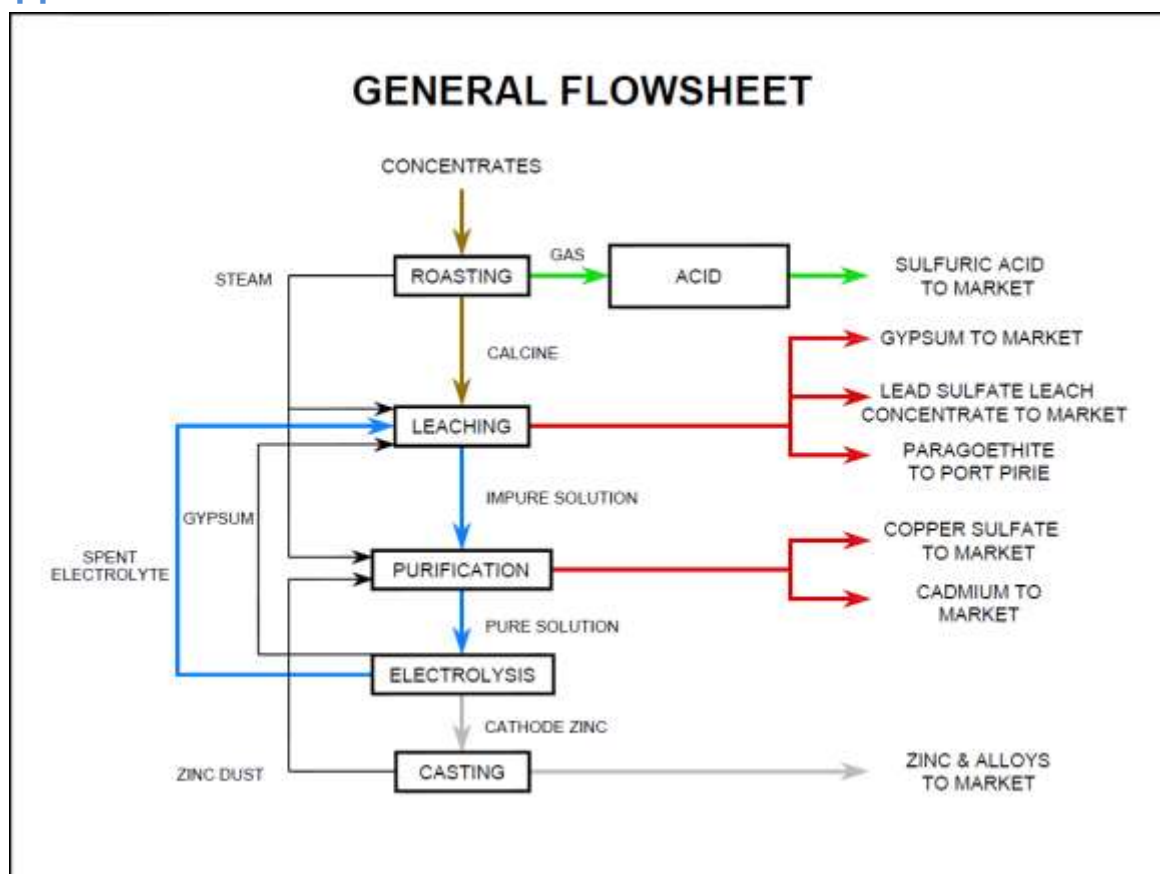 GENERAL FLOWSHEET
CONCENTRATES
GAS
STEAM
ROASTING
ACID
SULFURIC ACID
TO MARKET
CALCINE
GYPSUM TO MARKET
LEAD SULFATE LEACH
CONCENTRATE TO MARKET
LEACHING
PARAGOETHITE
TO PORT PIRIE
IMPURE SOLUTION
GYPSUM
SPENT
ELECTROLYTE
PURIFICATION
COPPER SULFATE
TO MARKET
CADMIUM TO
MARKET
PURE SOLUTION
ELECTROLYSIS
CATHODE ZINC
ZINC DUST
CASTING
ZINC & ALLOYS
TO MARKET